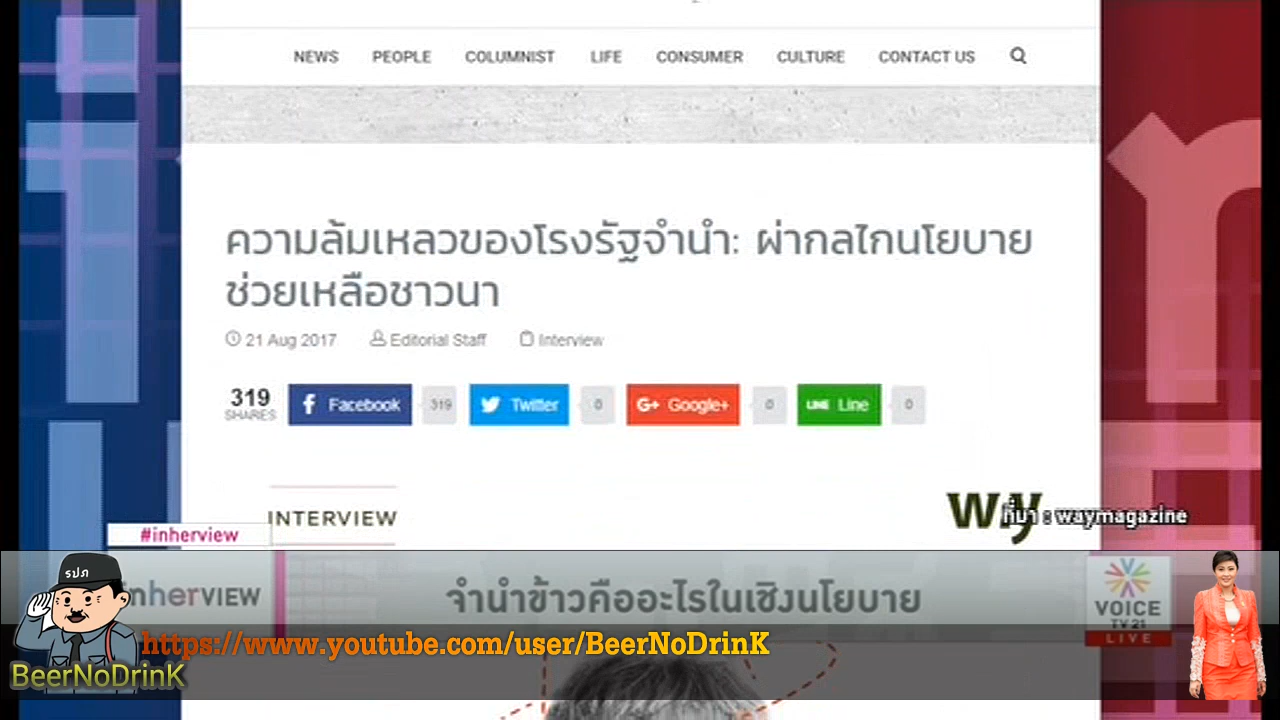 NEWS PEOPLE COLUMNIST LIFE CONSUMER CULTURE CONTACT US
ความล้มเหลวของโรงรัฐจำนำ: ผ่ากลไกนโยบาย
ช่วยเหลือชาวนา
21 Aug 2017 Editorial Staff Interview
319 Facebook 319 Twitter 0 G+ Google+ 0 LINE Line 0
SHARES
INTERVIEW
way
ที่มา : waymagazine
#inherview
รปภ
inherVIEW
จำนำข้าวคืออะไรในเชิงนโยบาย
VOICE
TV 21
LIVE
https://www.youtube.com/user/BeerNoDrinK
BeerNoDrinK